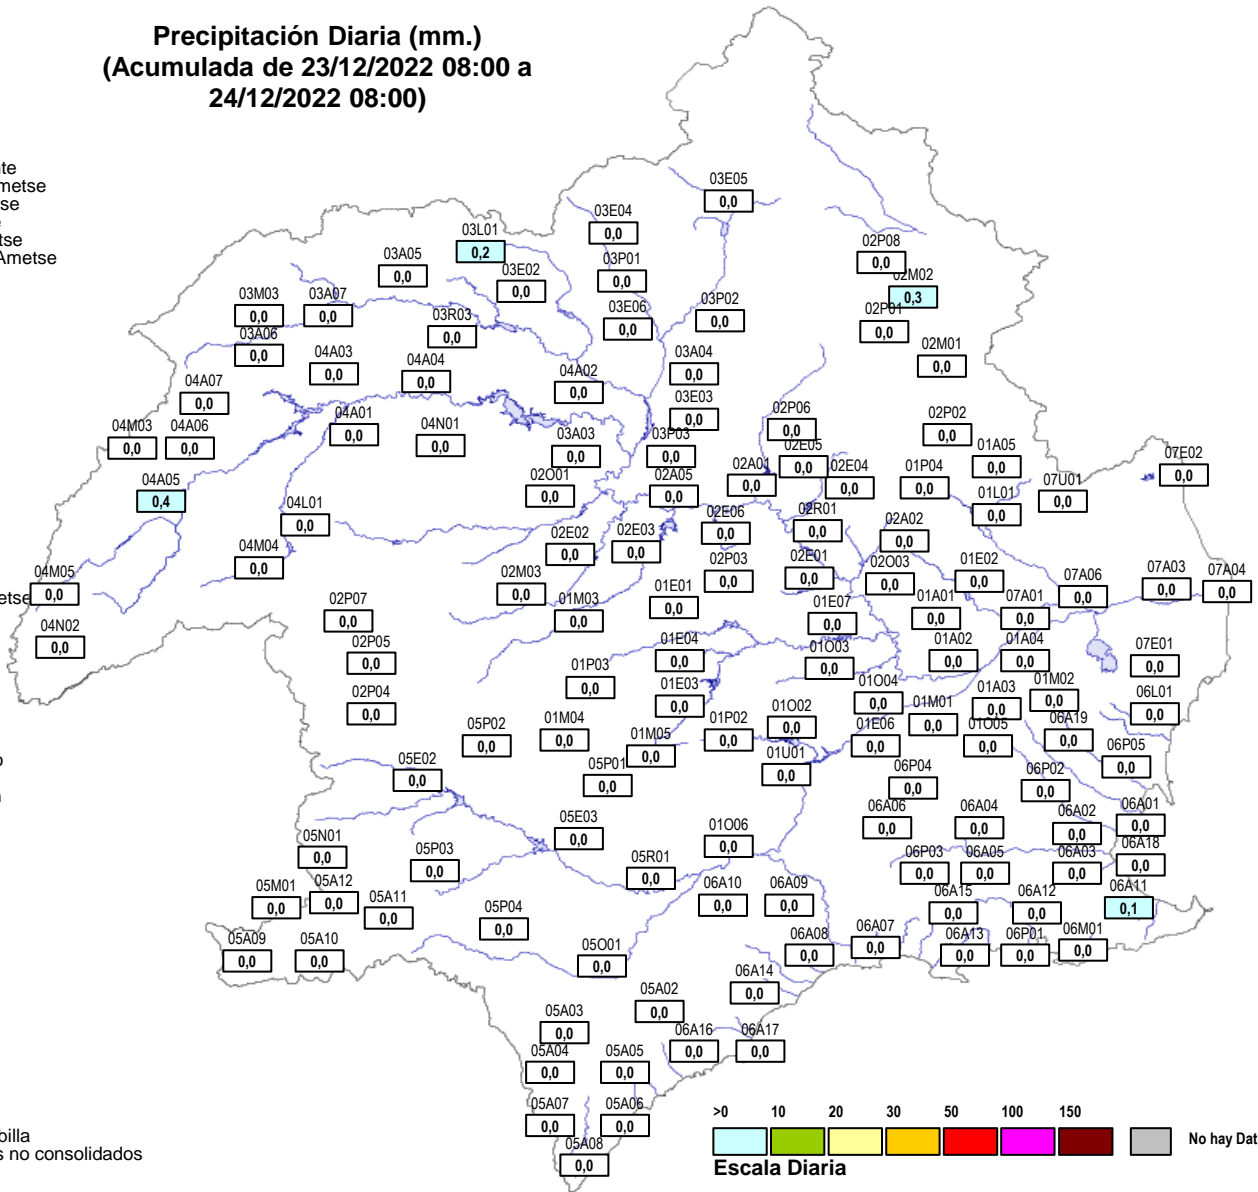 Precipitación Diaria (mm.)
(Acumulada de 23/12/2022 08:00 a
24/12/2022 08:00)
nte
metse
se
tse
Ametse
etse
billa
s no consolidados
03E05
0,0
03E04
0,0
03L01
0,2
03A05
0,0
03E02
0,0
03P01
0,0
02P08
0,0
02M02
0,3
03M03
0,0
03A07
0,0
03R03
0,0
03E06
0,0
03P02
0,0
02P01
0,0
03A06
0,0
04A03
0,0
04A04
0,0
04A02
0,0
03A04
0,0
02M01
0,0
04A07
0,0
04A01
0,0
04N01
0,0
03E03
0,0
02P06
0,0
02P02
0,0
04M03
0,0
04A06
0,0
03A03
0,0
03P03
0,0
02E05
0,0
01A05
0,0
07E02
0,0
04A05
0,4
02O01
0,0
02A05
0,0
02A01
0,0
02E04
0,0
01P04
0,0
07U01
0,0
04L01
0,0
01L01
0,0
02E06
0,0
02R01
0,0
02A02
0,0
02E02
0,0
02E03
0,0
04M04
0,0
02P03
0,0
02E01
0,0
02O03
0,0
01E02
0,0
04M05
0,0
02M03
0,0
07A06
0,0
07A03
0,0
07A04
0,0
02P07
0,0
01M03
0,0
01E01
0,0
01E07
0,0
01A01
0,0
07A01
0,0
04N02
0,0
02P05
0,0
01E04
0,0
01O03
0,0
01A02
0,0
01A04
0,0
07E01
0,0
01P03
0,0
02P04
0,0
01E03
0,0
01O04
0,0
01A03
0,0
01M02
0,0
06L01
0,0
01M01
0,0
05P02
0,0
01M04
0,0
01M05
0,0
01P02
0,0
01O02
0,0
01E06
0,0
01O05
0,0
06A19
0,0
05E02
0,0
05P01
0,0
01U01
0,0
06P04
0,0
06P02
0,0
06P05
0,0
05E03
0,0
01O06
0,0
06A06
0,0
06A04
0,0
06A02
0,0
06A01
0,0
05N01
0,0
05P03
0,0
05R01
0,0
06P03
0,0
06A05
0,0
06A03
0,0
06A18
0,0
05M01
0,0
05A12
0,0
05A11
0,0
06A10
0,0
06A09
0,0
06A15
0,0
06A12
0,0
06A11
0,1
05P04
0,0
05A09
0,0
05A10
0,0
05O01
0,0
06A08
0,0
06A07
0,0
06A13
0,0
06P01
0,0
06M01
0,0
06A14
0,0
05A02
0,0
05A03
0,0
06A16
0,0
06A17
0,0
05A04
0,0
05A05
0,0
05A07
0,0
05A06
0,0
05A08
0,0
>0 10 20 30 50 100 150
No hay Dat
Escala Diaria